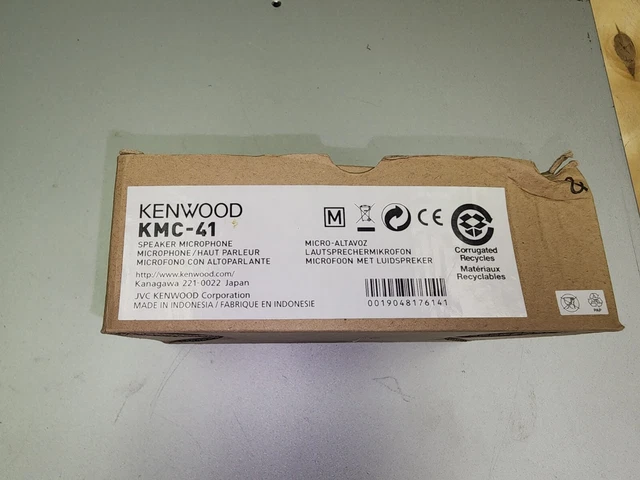 KENWOOD
KMC-41
SPEAKER MICROPHONE
MICROPHONE/HAUT PARLEUR
MICROFONO CON ALTOPARLANTE
MICRO-ALTAVOZ
LAUTSPRECHERMIKROFON
MICROFOON MET LUIDSPREKER
http://www.kenwood.com/
Kanagawa 221-0022 Japan
JVC KENWOOD Corporation
MADE IN INDONESIA / FABRIQUE EN INDONESIE
M
CE
Corrugated
Recycles
Matériaux
Recyclables
0019048176141
PAP